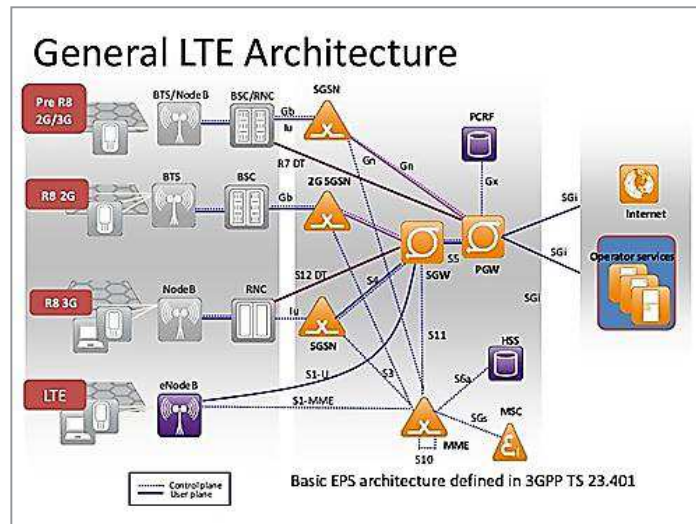 General LTE Architecture
Pre R8
2G/3G
BTS/NodeB
BSC/RNC
Gb
Iu
SGSN
Gn
Gn
R7 DT
PCRF
Gx
R8 2G
BTS
BSC
Gb
2G SGSN
SGi
Internet
SGi
Operator services
S5
SGW
PGW
S12 DT
S4
R8 3G
NodeB
RNC
Iu
SGSN
SGi
S11
HSS
LTE
eNodeB
S1-U
S3
S6a
S1-MME
SGs
MSC
MME
S10
Control plane
User plane
Basic EPS architecture defined in 3GPP TS 23.401